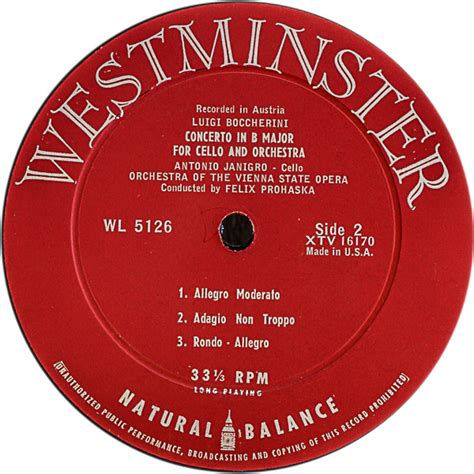 WESTMINSTER
Recorded in Austria
LUIGI BOCCHERINI
CONCERTO IN B MAJOR
FOR CELLO AND ORCHESTRA
ANTONIO JANIGRO - Cello
ORCHESTRA OF THE VIENNA STATE OPERA
Conducted by FELIX PROHASKA
WL 5126
Side 2
XTV 16170
Made in U.S.A.
1. Allegro Moderato
2. Adagio Non Troppo
3. Rondo - Allegro
33⅓ RPM
LONG PLAYING
NATURAL BALANCE
[UNAUTHORIZED PUBLIC PERFORMANCE, BROADCASTING AND COPYING OF THIS RECORD PROHIBITED]